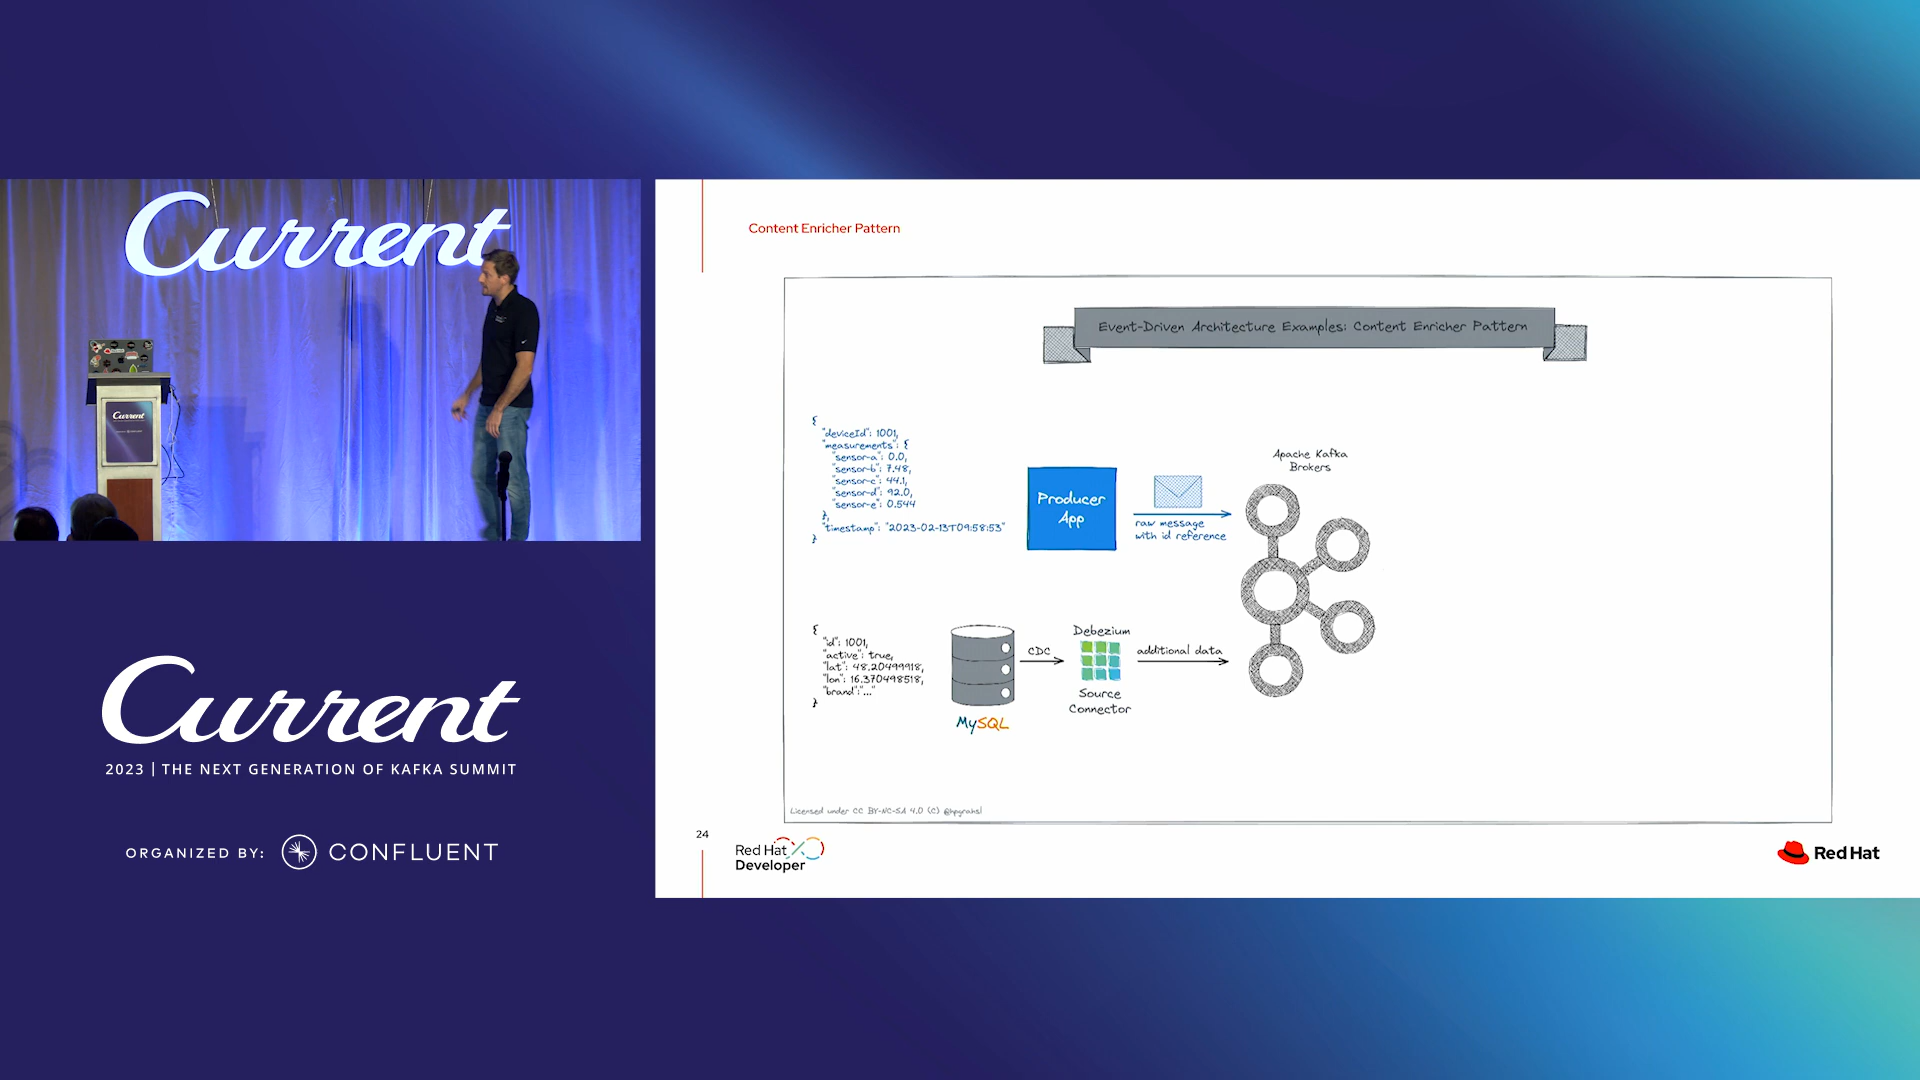 Current
Current
Current
2023 | THE NEXT GENERATION OF KAFKA SUMMIT
ORGANIZED BY: CONFLUENT
Content Enricher Pattern
Event-Driven Architecture Examples: Content Enricher Pattern
{
"deviceId": 1001,
"measurements": {
"sensor-a": 0.0,
"sensor-b": 7.48,
"sensor-c": 44.1,
"sensor-d": 92.0,
"sensor-e": 0.544
},
"timestamp": "2023-02-13T09:58:53"
}
Producer
App
raw message
with id reference
Apache Kafka
Brokers
{
"id": 1001,
"active": true,
"lat": 48.20499918,
"lon": 16.370498518,
"brand":"..."
}
MySQL
CDC
Debezium
Source
Connector
additional data
Licensed under CC BY-NC-SA 4.0 (C) @hpgrahsl
24
Red Hat
Developer
Red Hat